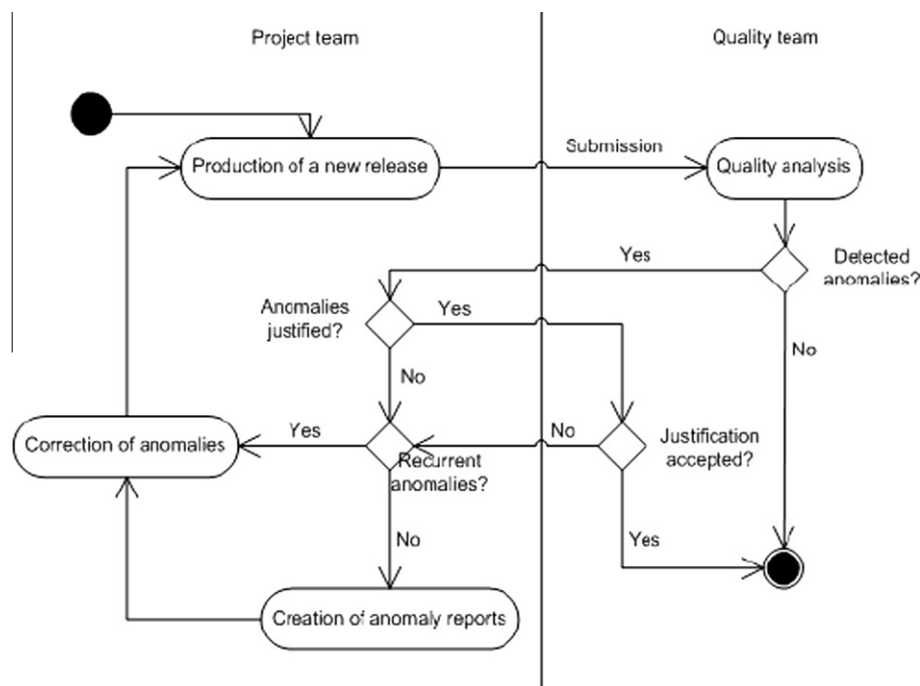 Project team
Quality team
Production of a new release
Submission
Quality analysis
Yes
Detected
anomalies?
Anomalies
justified?
Yes
No
No
Correction of anomalies
Yes
Recurrent
anomalies?
No
Justification
accepted?
No
Yes
Creation of anomaly reports